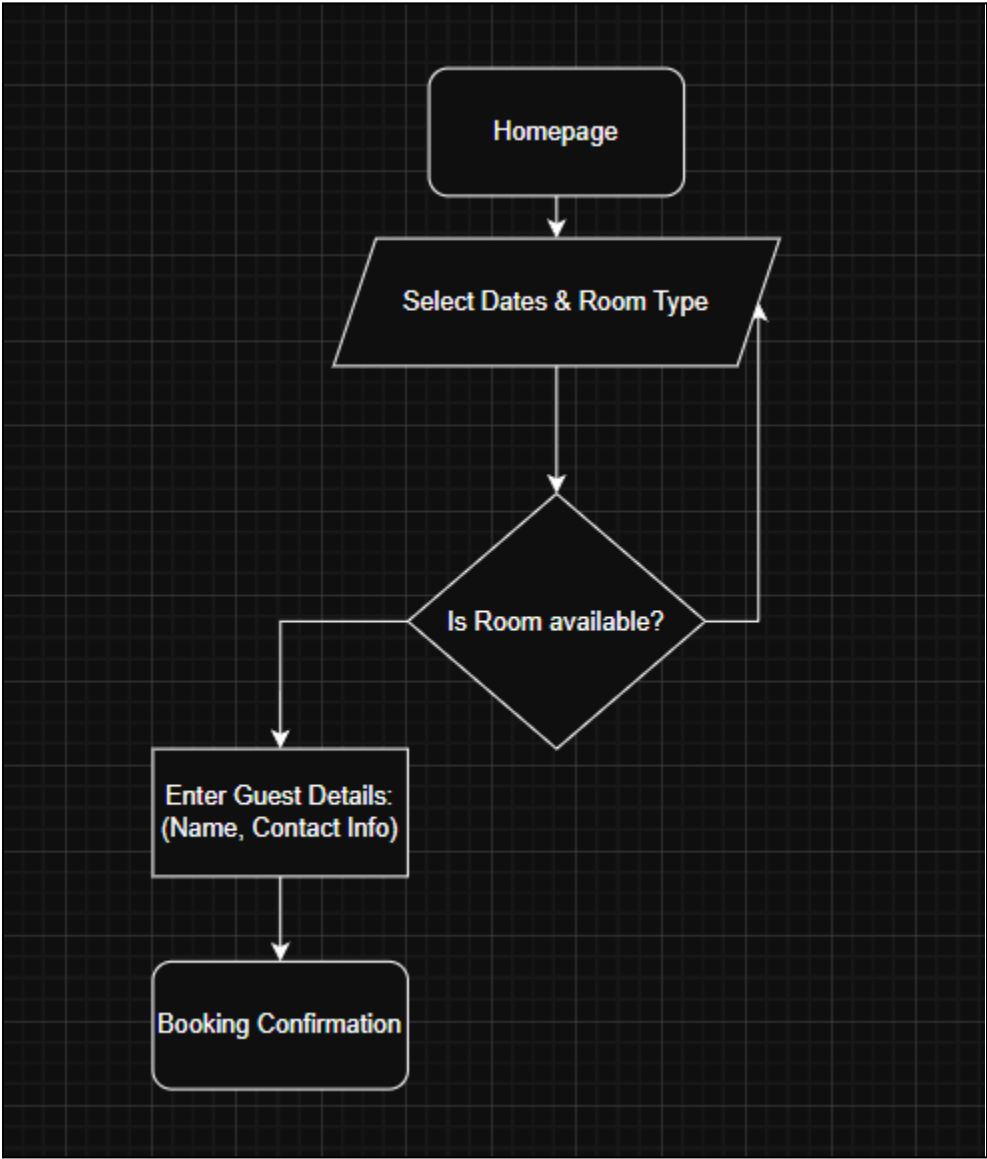 Homepage
Select Dates & Room Type
Is Room available?
Enter Guest Details:
(Name, Contact Info)
Booking Confirmation